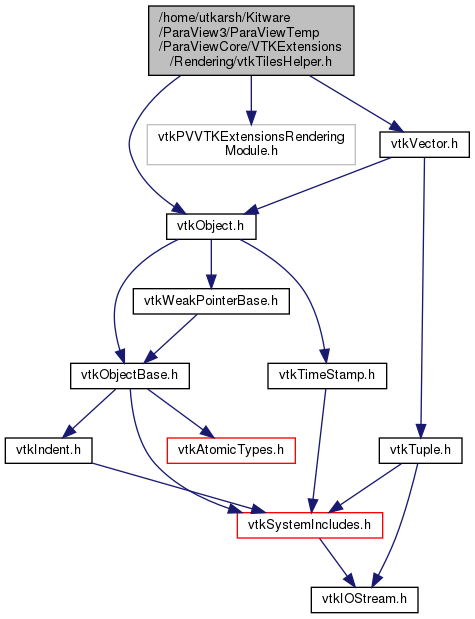 /home/utkarsh/Kitware
/ParaView3/ParaViewTemp
/ParaViewCore/VTKExtensions
/Rendering/vtkTilesHelper.h
vtkPVVTKExtensionsRendering
Module.h
vtkVector.h
vtkObject.h
vtkWeakPointerBase.h
vtkObjectBase.h
vtkTimeStamp.h
vtkIndent.h
vtkAtomicTypes.h
vtkTuple.h
vtkSystemIncludes.h
vtkIOStream.h